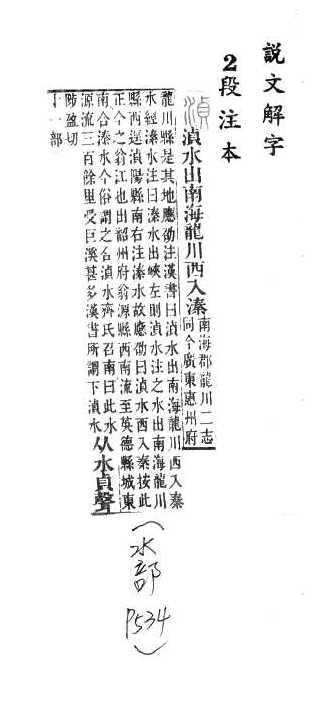 說文解字
2段注本
湞 湞水出南海龍川西入溱 南海郡龍川二志
同今廣東惠州府
龍川縣是其地應劭注漢書曰湞水出南海龍川西入溱
水經溱水注曰溱水出峽左則湞水注之水出南海龍川
縣西逕湞陽縣南右注溱水故應劭曰湞水西入溱按此
正今之翁江也出韶州府翁源縣西南流至英德縣城東
南合溱水今俗謂之名湞水齊氏召南曰此水
源流三百餘里受巨溪甚多漢書所謂下湞水 从水貞聲
陟盈切
十一部
(水部
P534)